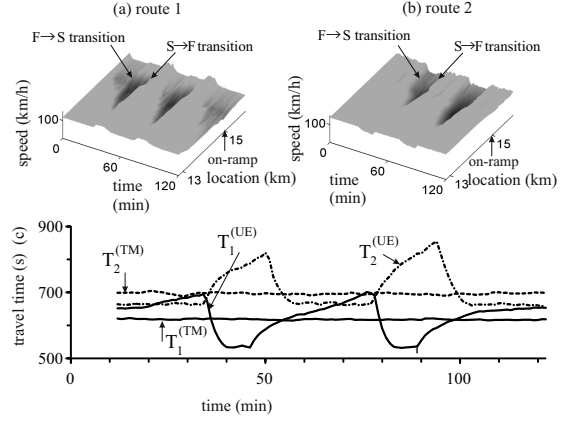 (a) route 1
F→S transition
S→F transition
speed (km/h)
100
0
60
120
time
(min)
13
15
on-ramp
location (km)
(b) route 2
F→S transition
S→F transition
speed (km/h)
100
0
60
120
time
(min)
13
15
on-ramp
location (km)
travel time (s) (c)
900
700
500
T₂^(TM)
T₁^(UE)
T₂^(UE)
T₁^(TM)
0
50
100
time (min)